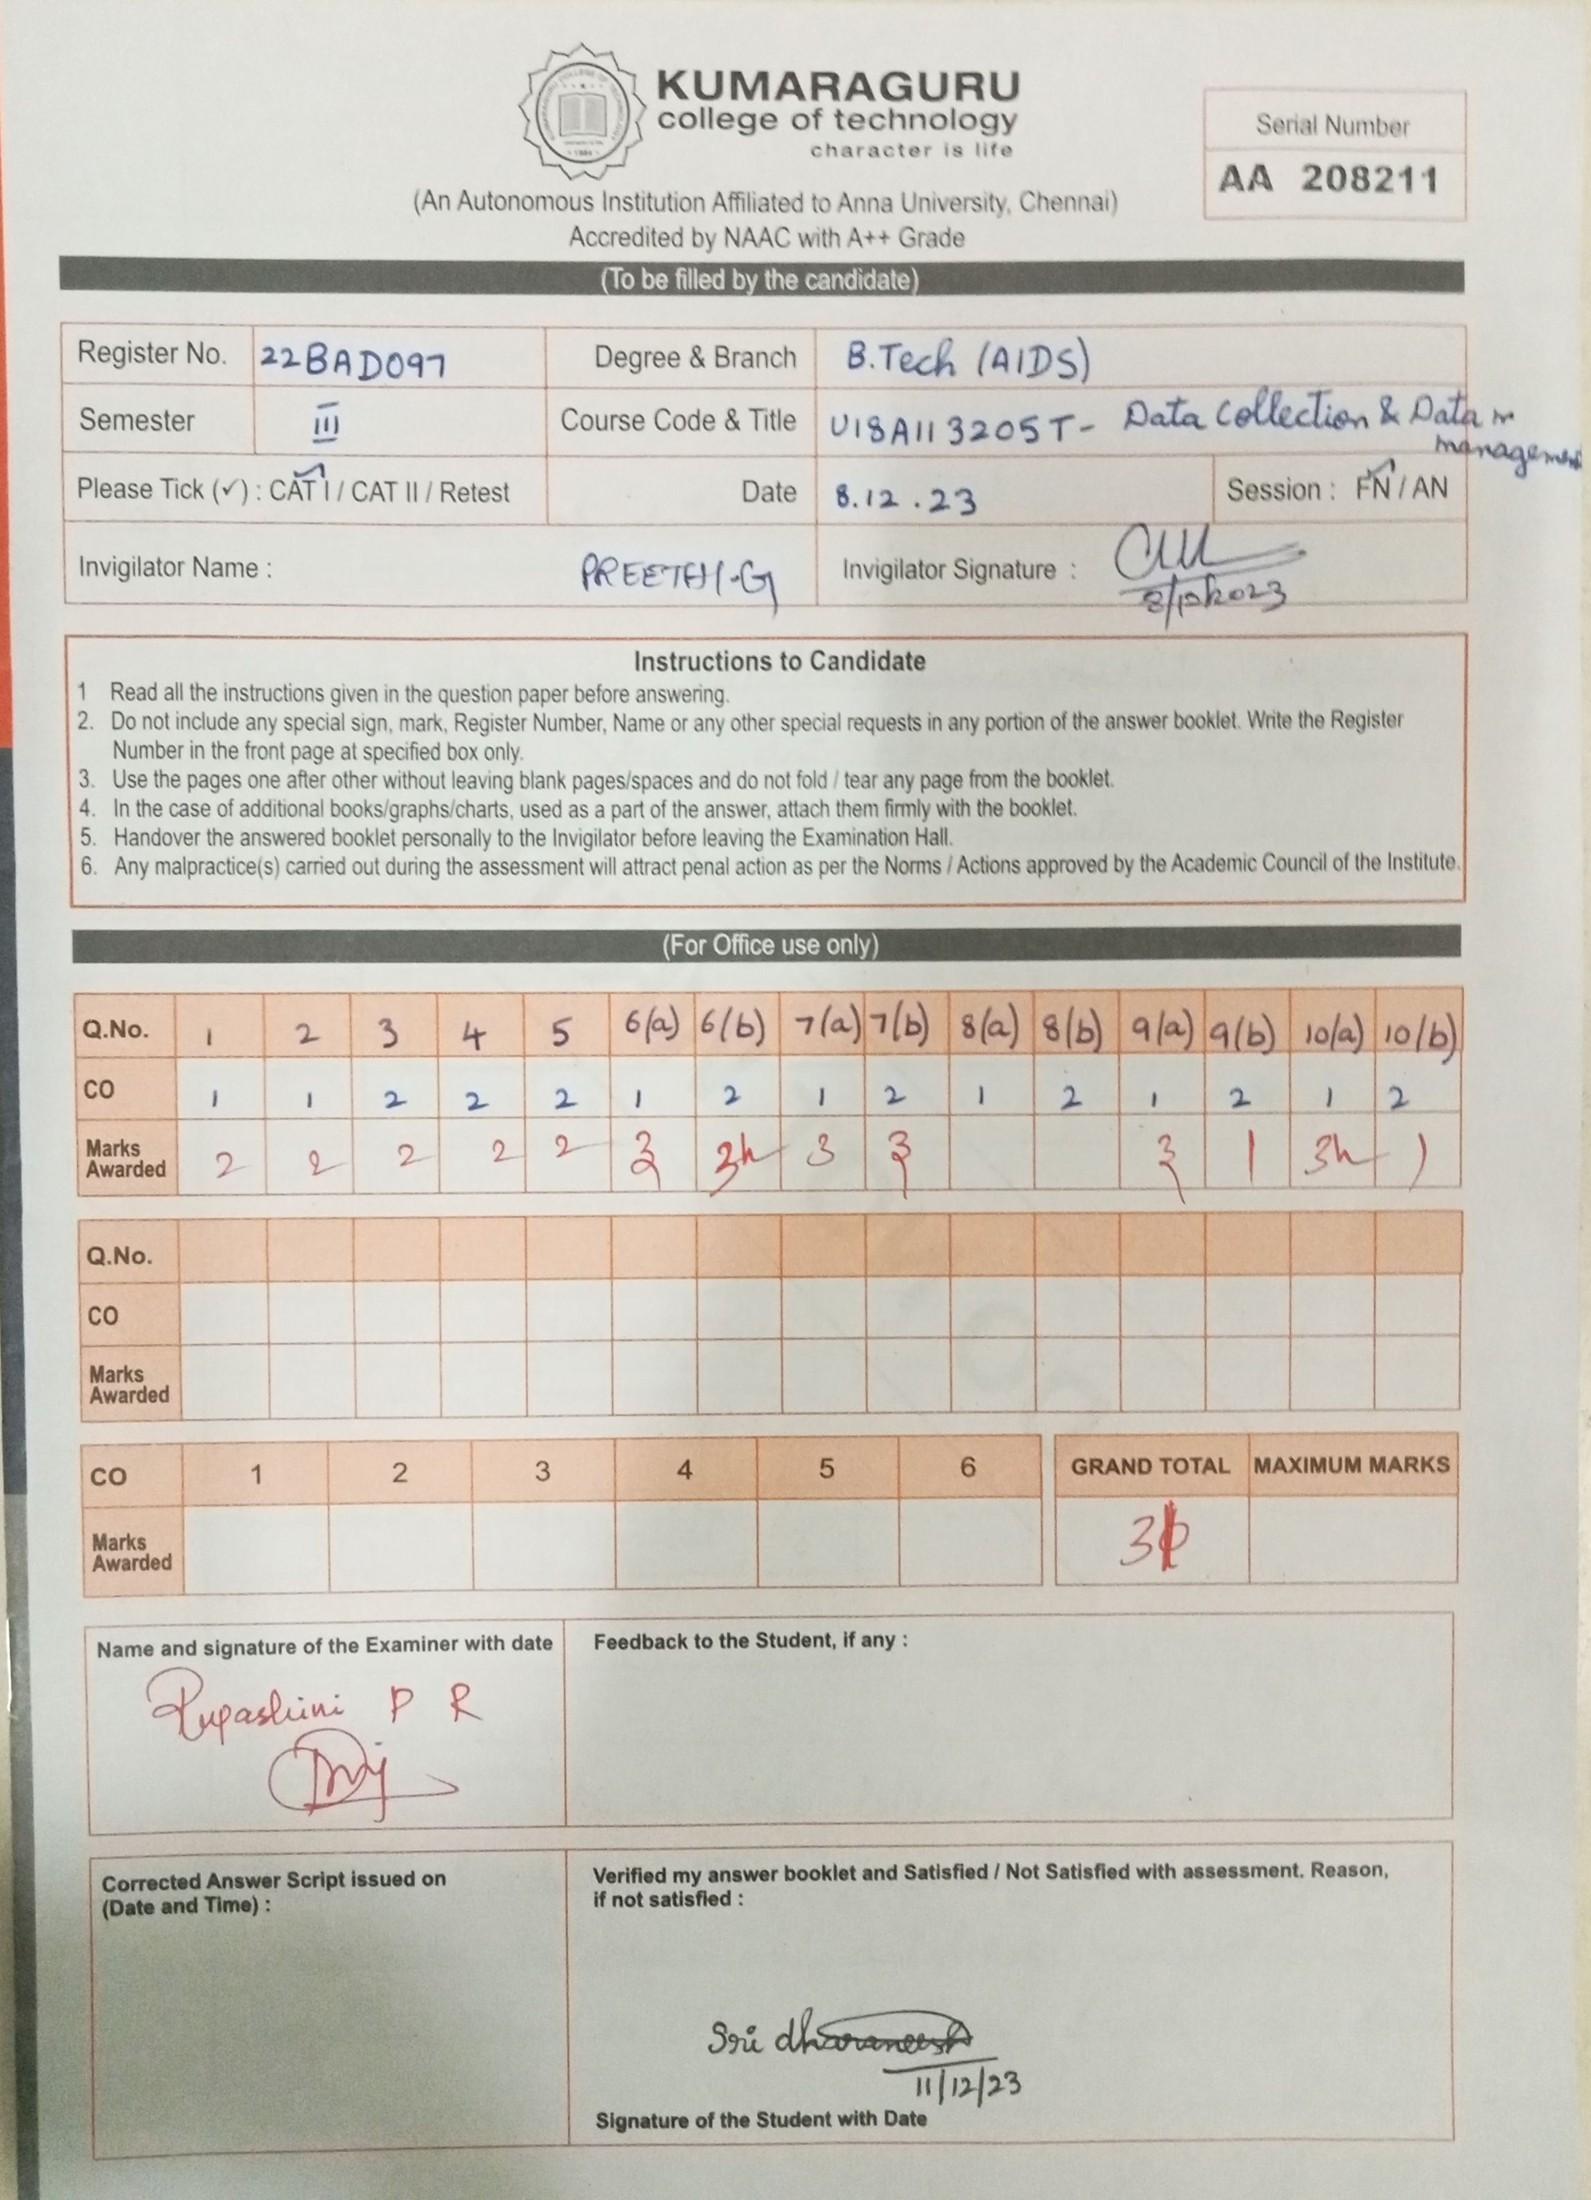 KUMARAGURU
college of technology
character is life
Serial Number
AA 208211
(An Autonomous Institution Affiliated to Anna University, Chennai)
Accredited by NAAC with A++ Grade
(To be filled by the candidate)
Register No. 22BAD097 Degree & Branch B.Tech (AIDS)
Semester III Course Code & Title U18AII3205T- Data Collection & Data
management
Please Tick (✓) : CAT I / CAT II / Retest Date 8.12.23 Session : FN / AN
Invigilator Name : PREETHI-G Invigilator Signature :
Instructions to Candidate
1 Read all the instructions given in the question paper before answering.
2. Do not include any special sign, mark, Register Number, Name or any other special requests in any portion of the answer booklet. Write the Register
Number in the front page at specified box only.
3. Use the pages one after other without leaving blank pages/spaces and do not fold / tear any page from the booklet.
4. In the case of additional books/graphs/charts, used as a part of the answer, attach them firmly with the booklet.
5. Handover the answered booklet personally to the Invigilator before leaving the Examination Hall.
6. Any malpractice(s) carried out during the assessment will attract penal action as per the Norms / Actions approved by the Academic Council of the Institute.
(For Office use only)
Q.No. 1 2 3 4 5 6(a) 6(b) 7(a) 7(b) 8(a) 8(b) 9(a) 9(b) 10(a) 10(b)
CO 1 1 2 2 2 1 2 1 2 1 2 1 2 1 2
Marks
Awarded 2 2 2 2 2 3 3 3 1 1
Q.No.
CO
Marks
Awarded
CO 1 2 3 4 5 6 GRAND TOTAL MAXIMUM MARKS
Marks
Awarded
Name and signature of the Examiner with date
Rupashini P R
Feedback to the Student, if any :
Corrected Answer Script issued on
(Date and Time) :
Verified my answer booklet and Satisfied / Not Satisfied with assessment. Reason,
if not satisfied :
Sri dharaneesh
11/12/23
Signature of the Student with Date